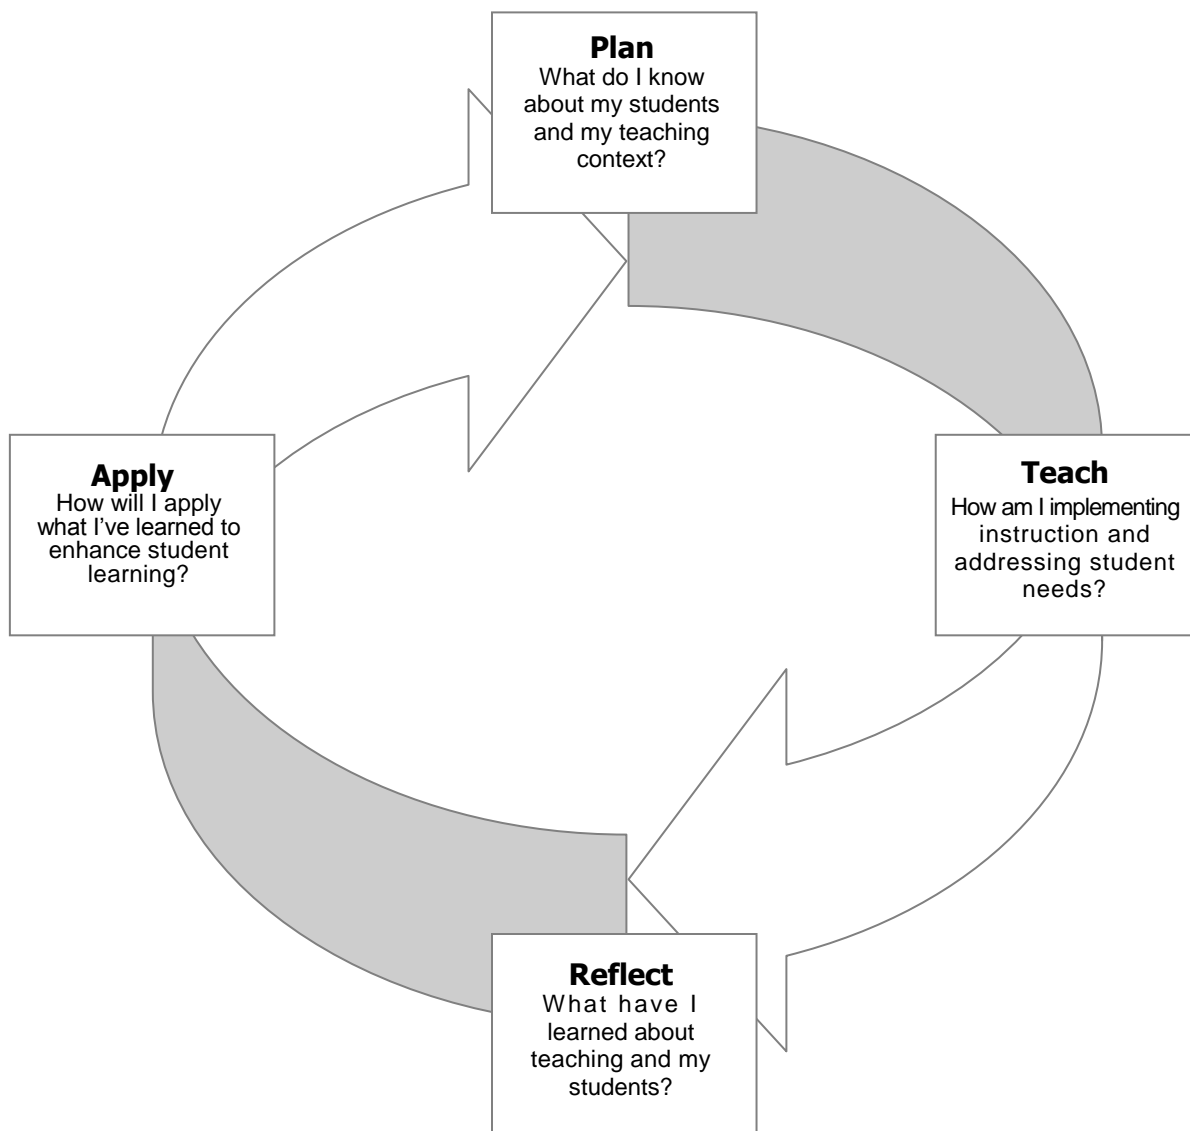 Plan
What do I know
about my students
and my teaching
context?
Apply
How will I apply
what I've learned to
enhance student
learning?
Teach
How am I implementing
instruction and
addressing student
needs?
Reflect
What have I
learned about
teaching and my
students?